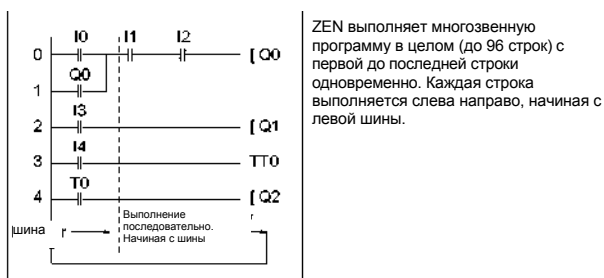 I0 I1 I2
0 [ Q0
Q0
1
I3
2 [ Q1
I4
3 TT0
T0
4 [ Q2
шина
Выполнение
последовательно.
Начиная с шины
ZEN выполняет многозвенную
программу в целом (до 96 строк) с
первой до последней строки
одновременно. Каждая строка
выполняется слева направо, начиная с
левой шины.